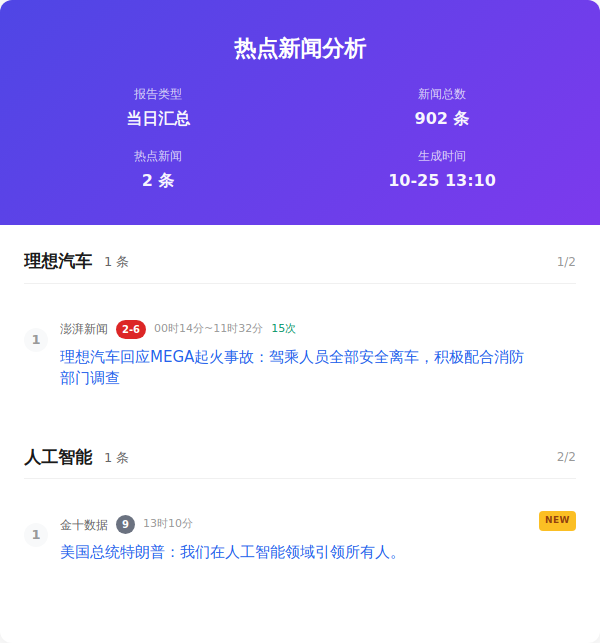 热点新闻分析
报告类型
新闻总数
当日汇总
902 条
热点新闻
生成时间
2 条
10-25 13:10
理想汽车 1 条 1/2
1
澎湃新闻 2-6 00时14分~11时32分 15次
理想汽车回应MEGA起火事故：驾乘人员全部安全离车，积极配合消防
部门调查
人工智能 1 条 2/2
1
金十数据 9 13时10分 NEW
美国总统特朗普：我们在人工智能领域引领所有人。